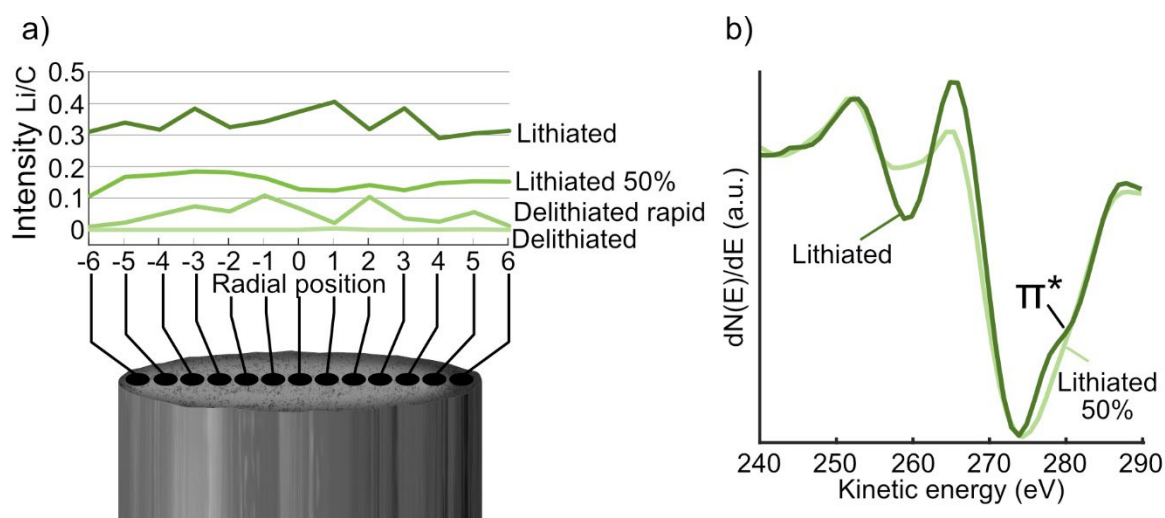 a)
Intensity Li/C
0.5
0.4
0.3
0.2
0.1
0
Lithiated
Lithiated 50%
Delithiated rapid
Delithiated
-6 -5 -4 -3 -2 -1 0 1 2 3 4 5 6
Radial position
b)
dN(E)/dE (a.u.)
Lithiated
π*
Lithiated
50%
240 250 260 270 280 290
Kinetic energy (eV)